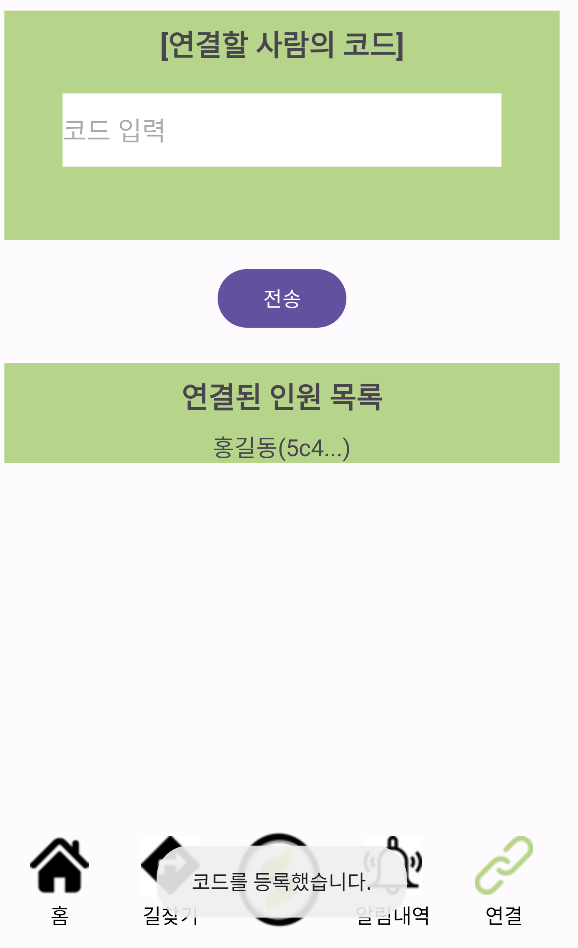 [연결할 사람의 코드]
코드 입력
전송
연결된 인원 목록
홍길동(5c4...)
코드를 등록했습니다.
홈
길찾기
알림내역
연결